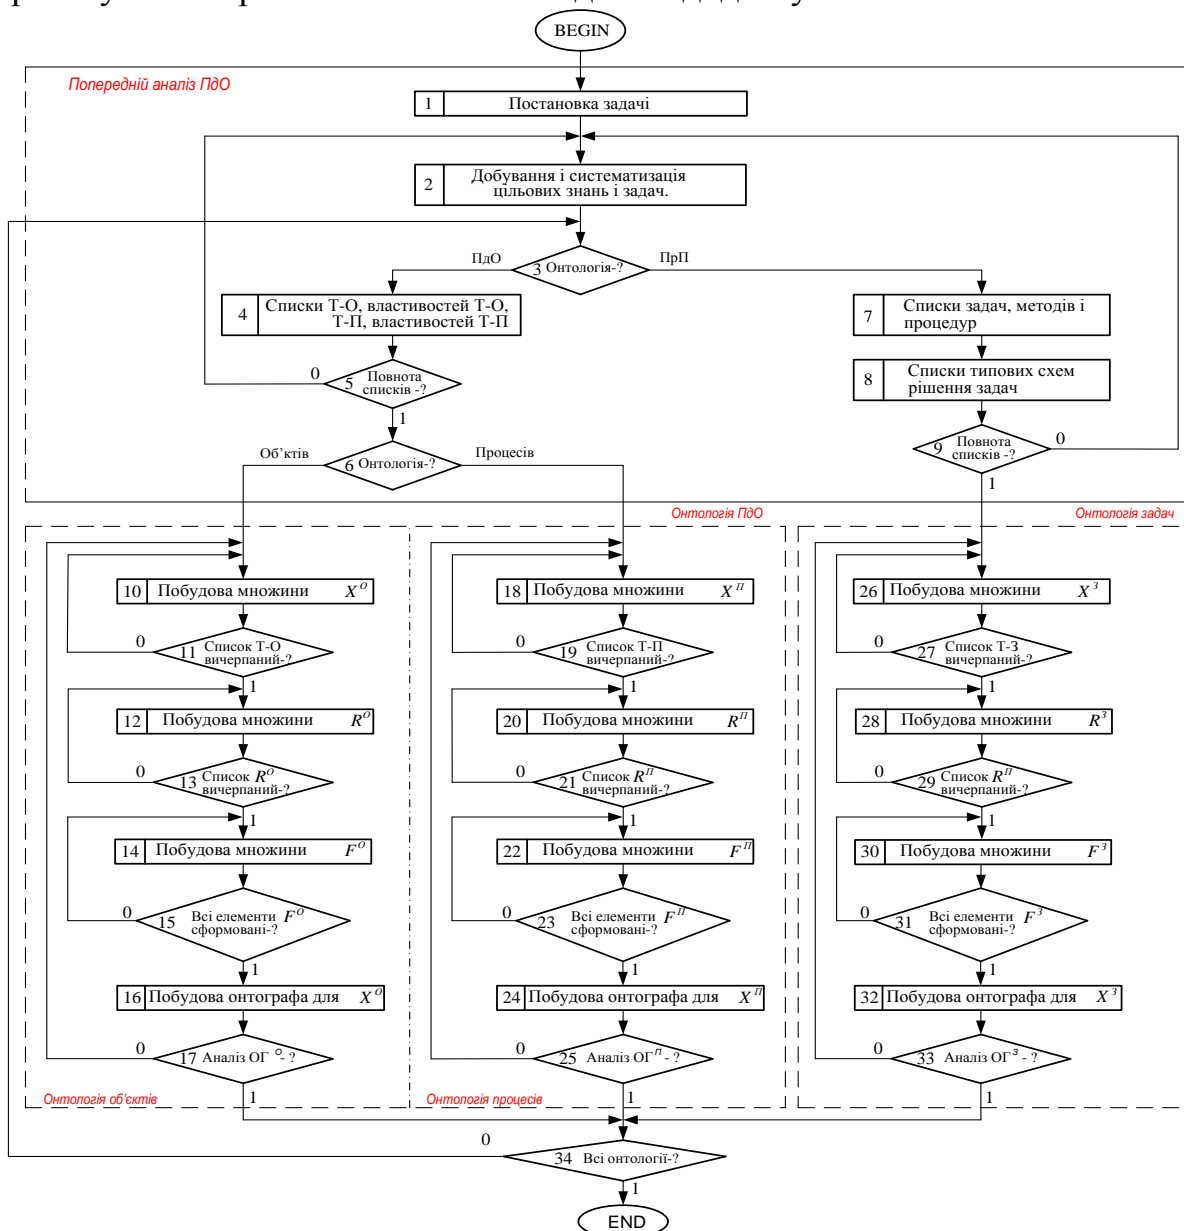 BEGIN
Попередній аналіз ПдО
1 Постановка задачі
2 Добування і систематизація
цільових знань і задач.
ПдО
3 Онтологія-?
ПрП
4 Списки Т-О, властивостей Т-О,
Т-П, властивостей Т-П
7 Списки задач, методів і
процедур
0
5 Повнота
списків -?
1
8 Списки типових схем
рішення задач
9 Повнота
списків -?
0
1
Об’ктів
6 Онтологія-?
Процесів
Онтологія ПдО
Онтологія задач
10 Побудова множини X^О
18 Побудова множини X^П
26 Побудова множини X^З
0
11 Список Т-О
вичерпаний-?
1
0
19 Список Т-П
вичерпаний-?
1
0
27 Список Т-З
вичерпаний-?
1
12 Побудова множини R^О
20 Побудова множини R^П
28 Побудова множини R^З
0
13 Список R^О
вичерпаний-?
1
0
21 Список R^П
вичерпаний-?
1
0
29 Список R^П
вичерпаний-?
1
14 Побудова множини F^О
22 Побудова множини F^П
30 Побудова множини F^З
0
15 Всі елементи F^О
сформовані-?
1
0
23 Всі елементи F^П
сформовані-?
1
0
31 Всі елементи F^З
сформовані-?
1
16 Побудова онтографа для X^О
24 Побудова онтографа для X^П
32 Побудова онтографа для X^З
0
17 Аналіз ОГ^О - ?
1
0
25 Аналіз ОГ^П - ?
1
0
33 Аналіз ОГ^З - ?
1
Онтологія об'єктів
Онтологія процесів
0
34 Всі онтології-?
1
END